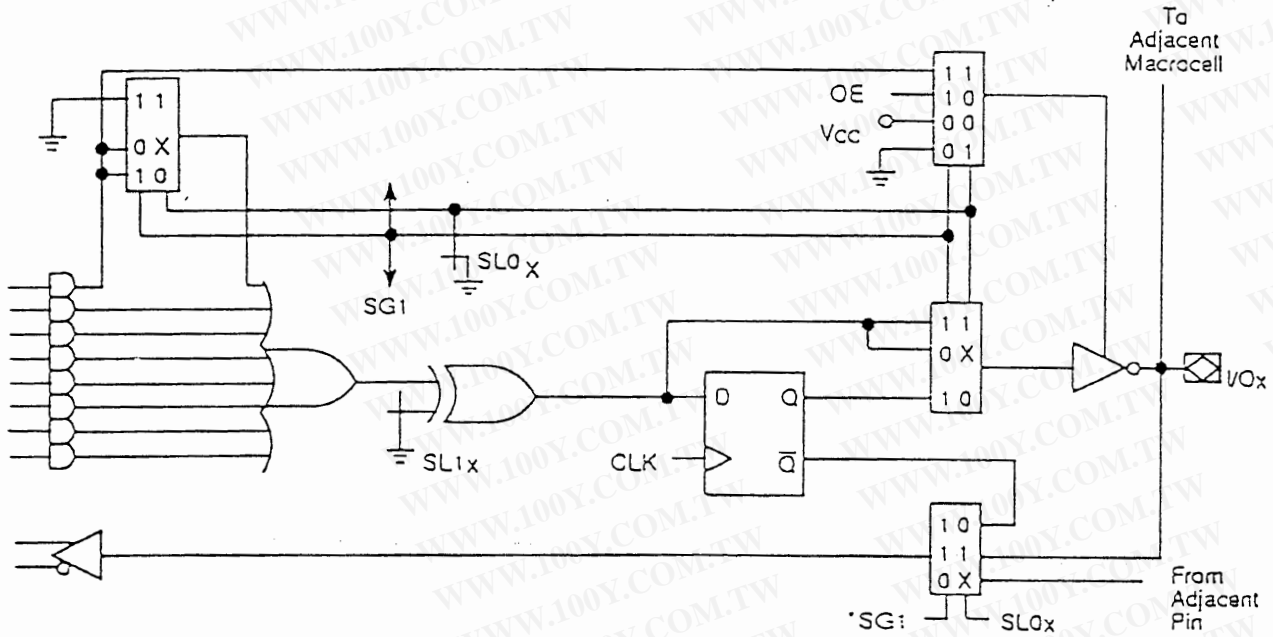 To
Adjacent
Macrocell
1 1
0 X
1 0
OE
Vcc
1 1
1 0
0 0
0 1
SG1
SL0X
SL1X
1 1
0 X
1 0
D
Q
CLK
Q̅
I/Ox
1 0
1 1
0 X
*SG1
SL0x
From
Adjacent
Pin
WWW.100Y.COM.TW